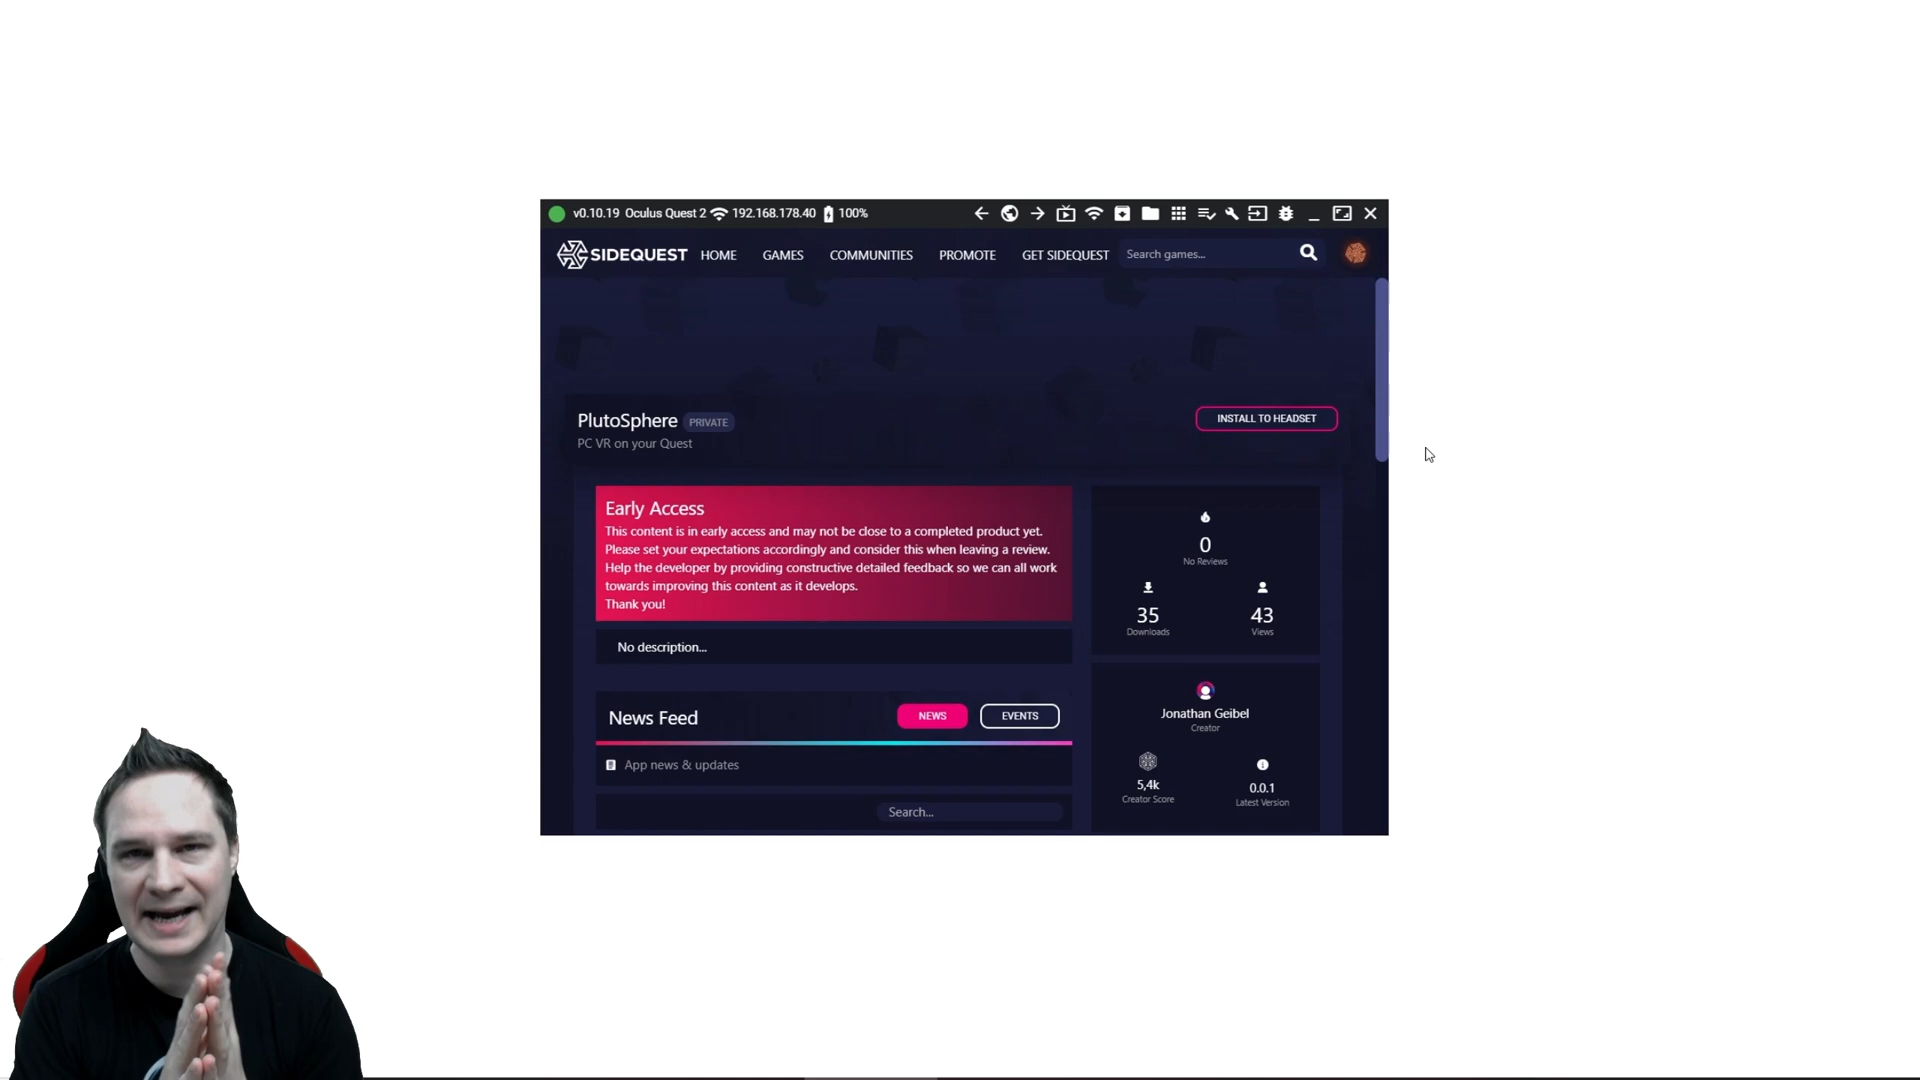 v0.10.19 Oculus Quest 2 192.168.178.40 100%
SIDEQUEST HOME GAMES COMMUNITIES PROMOTE GET SIDEQUEST Search games...
PlutoSphere PRIVATE
INSTALL TO HEADSET
PC VR on your Quest
Early Access
This content is in early access and may not be close to a completed product yet.
Please set your expectations accordingly and consider this when leaving a review.
Help the developer by providing constructive detailed feedback so we can all work
towards improving this content as it develops.
Thank you!
No description...
0
No Reviews
35 43
Downloads Views
News Feed NEWS EVENTS
App news & updates
Search...
Jonathan Geibel
Creator
5,4k 0.0.1
Creator Score Latest Version